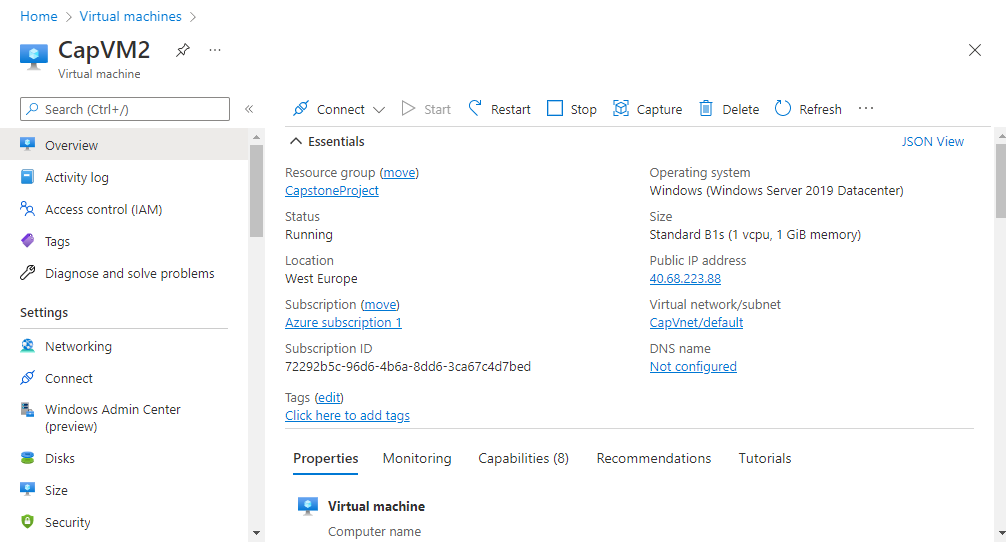 Home > Virtual machines >
CapVM2
Virtual machine
Search (Ctrl+/)
Overview
Activity log
Access control (IAM)
Tags
Diagnose and solve problems
Settings
Networking
Connect
Windows Admin Center
(preview)
Disks
Size
Security
Connect Start Restart Stop Capture Delete Refresh
Essentials JSON View
Resource group (move)
CapstoneProject
Status
Running
Location
West Europe
Subscription (move)
Azure subscription 1
Subscription ID
72292b5c-96d6-4b6a-8dd6-3ca67c4d7bed
Tags (edit)
Click here to add tags
Operating system
Windows (Windows Server 2019 Datacenter)
Size
Standard B1s (1 vcpu, 1 GiB memory)
Public IP address
40.68.223.88
Virtual network/subnet
CapVnet/default
DNS name
Not configured
Properties Monitoring Capabilities (8) Recommendations Tutorials
Virtual machine
Computer name